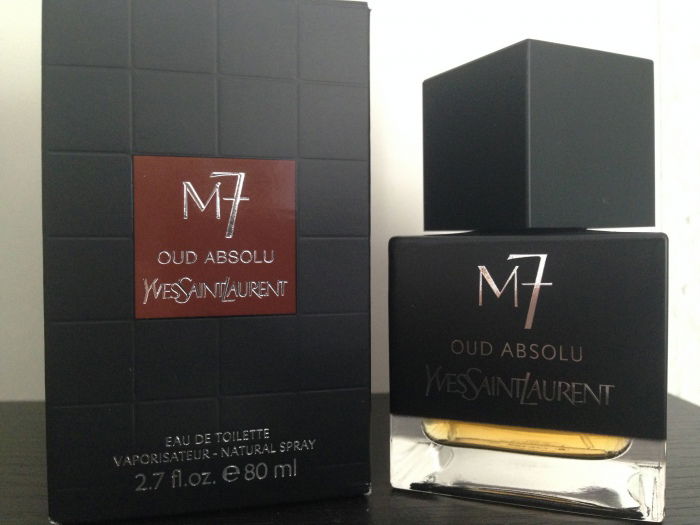 M7
OUD ABSOLU
YVESSAINTLAURENT
EAU DE TOILETTE
VAPORISATEUR - NATURAL SPRAY
2.7 fl.oz. ℮ 80 ml
M7
OUD ABSOLU
YVESSAINTLAURENT